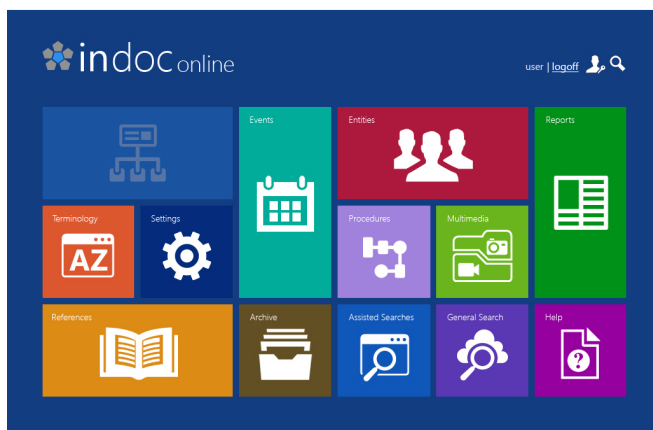 indoc online
user | logoff
Events
Entities
Reports
Terminology
Settings
AZ
Procedures
Multimedia
References
Archive
Assisted Searches
General Search
Help
?